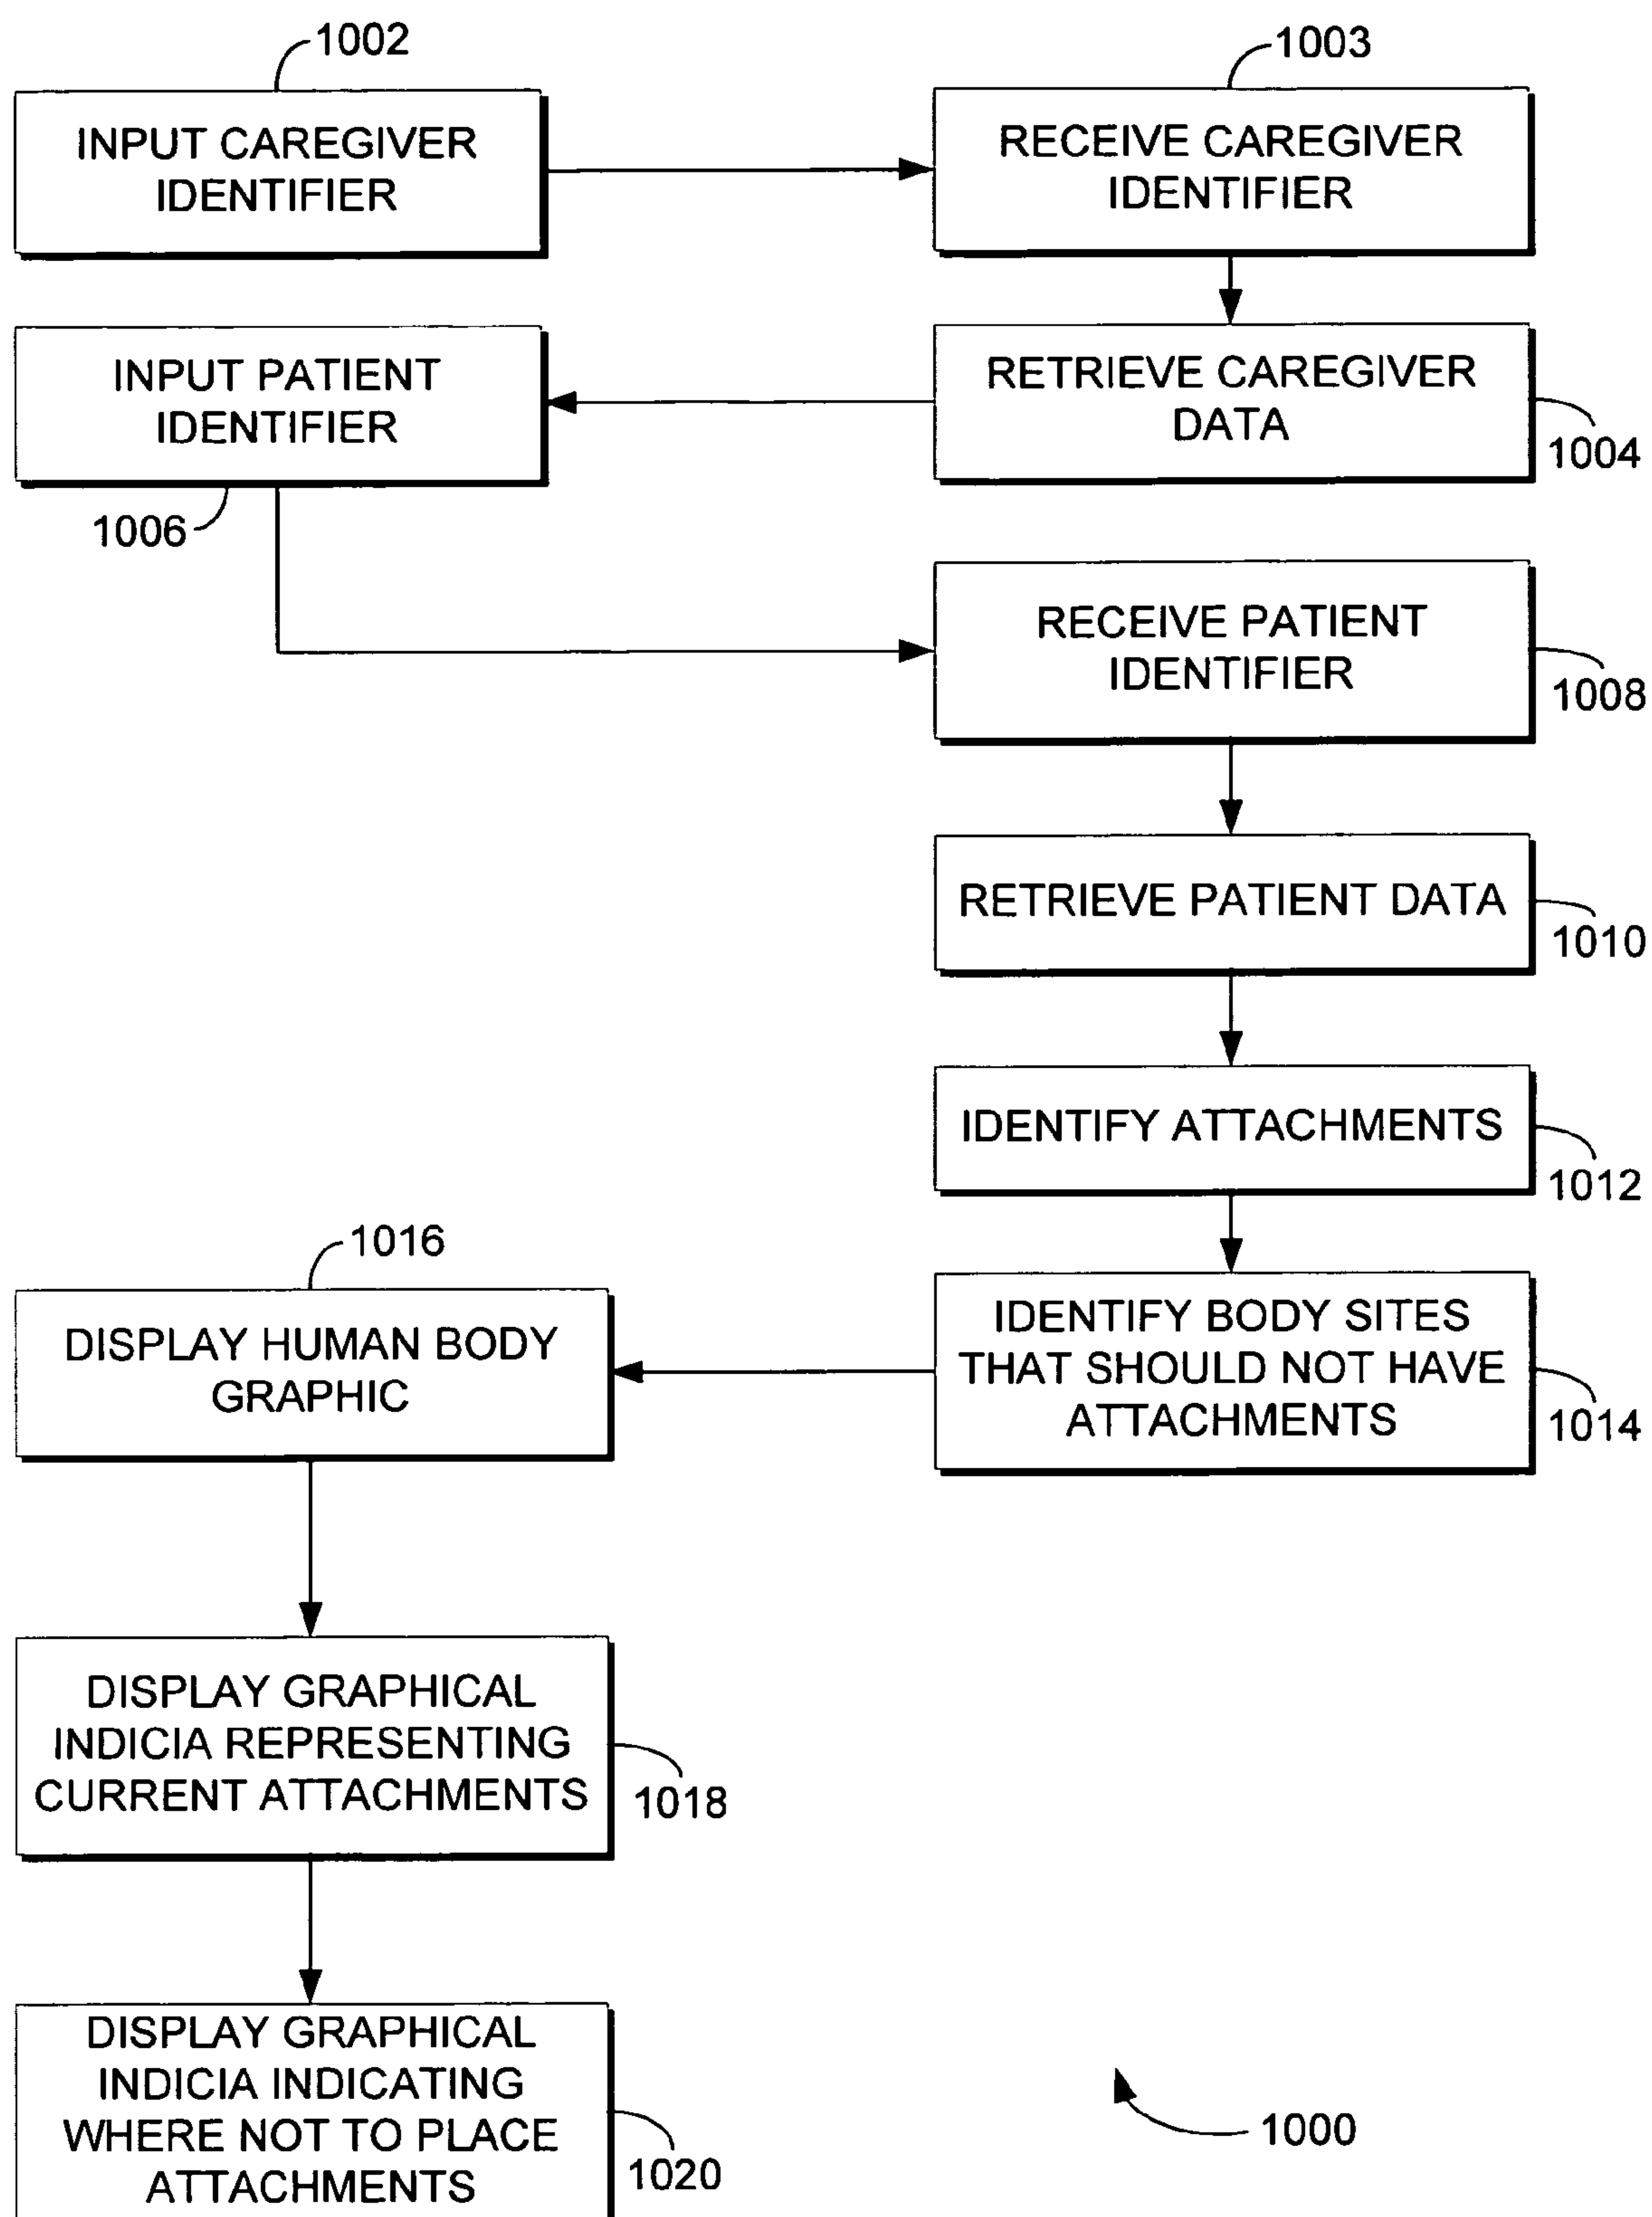 1002
1003
INPUT CAREGIVER
IDENTIFIER
RECEIVE CAREGIVER
IDENTIFIER
INPUT PATIENT
IDENTIFIER
RETRIEVE CAREGIVER
DATA
1004
1006
RECEIVE PATIENT
IDENTIFIER
1008
RETRIEVE PATIENT DATA
1010
IDENTIFY ATTACHMENTS
1012
1016
DISPLAY HUMAN BODY
GRAPHIC
IDENTIFY BODY SITES
THAT SHOULD NOT HAVE
ATTACHMENTS
1014
DISPLAY GRAPHICAL
INDICIA REPRESENTING
CURRENT ATTACHMENTS
1018
DISPLAY GRAPHICAL
INDICIA INDICATING
WHERE NOT TO PLACE
ATTACHMENTS
1020
1000